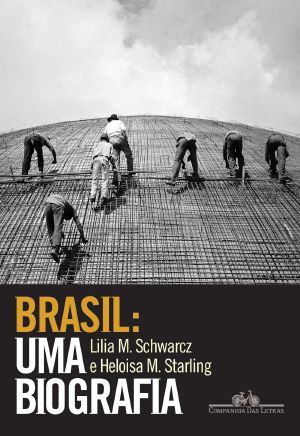 BRASIL:
UMA
BIOGRAFIA
Lilia M. Schwarcz
e Heloisa M. Starling
COMPANHIA DAS LETRAS